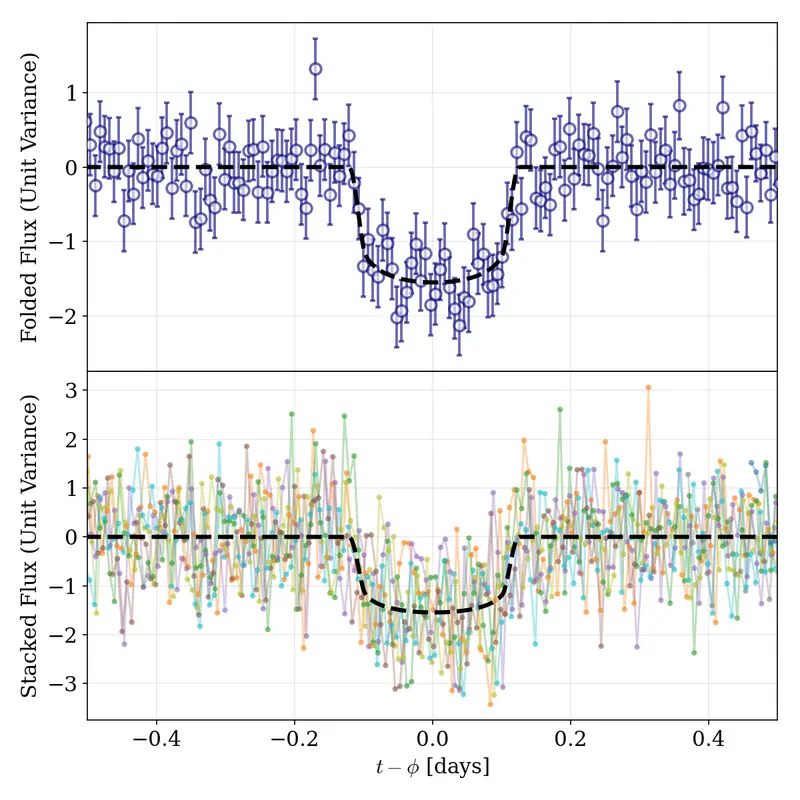 Folded Flux (Unit Variance)
1
0
−1
−2
Stacked Flux (Unit Variance)
3
2
1
0
−1
−2
−3
−0.4 −0.2 0.0 0.2 0.4
t − ϕ [days]